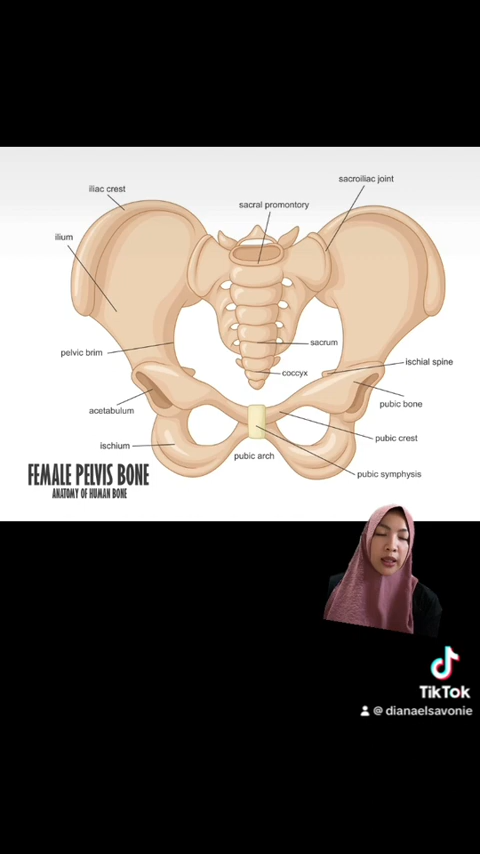 sacroiliac joint
iliac crest
sacral promontory
ilium
sacrum
pelvic brim
ischial spine
coccyx
pubic bone
acetabulum
pubic crest
ischium
pubic arch
pubic symphysis
FEMALE PELVIS BONE
ANATOMY OF HUMAN BONE
TikTok
@ dianaelsavonie